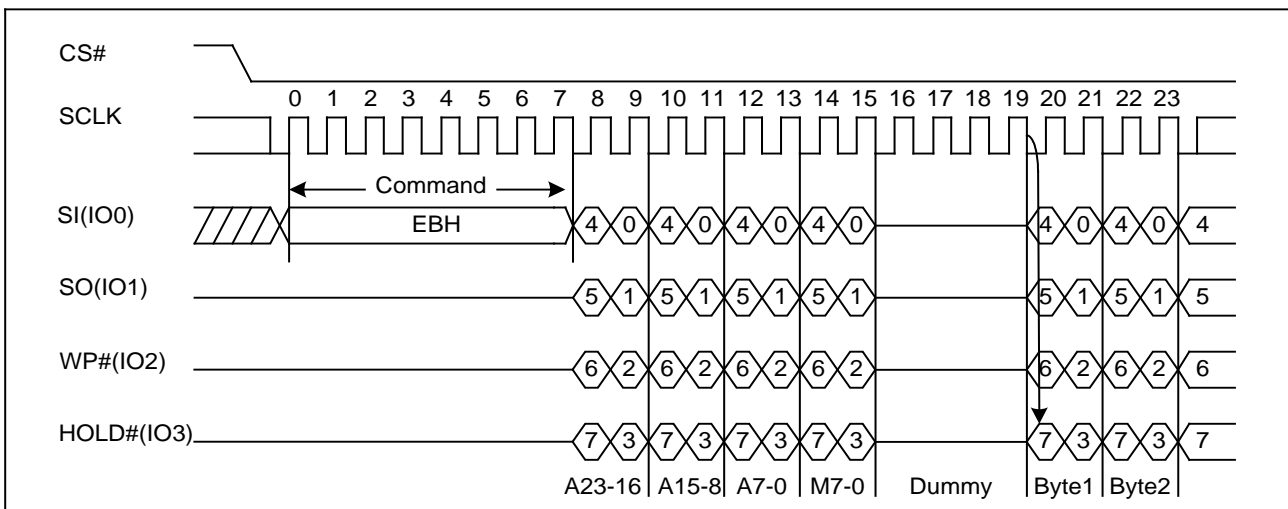 CS#
0 1 2 3 4 5 6 7 8 9 10 11 12 13 14 15 16 17 18 19 20 21 22 23
SCLK
Command
SI(IO0) EBH 4 0 4 0 4 0 4 0 4 0 4 0 4
SO(IO1) 5 1 5 1 5 1 5 1 5 1 5 1 5
WP#(IO2) 6 2 6 2 6 2 6 2 6 2 6 2 6
HOLD#(IO3) 7 3 7 3 7 3 7 3 7 3 7 3 7
A23-16 A15-8 A7-0 M7-0 Dummy Byte1 Byte2